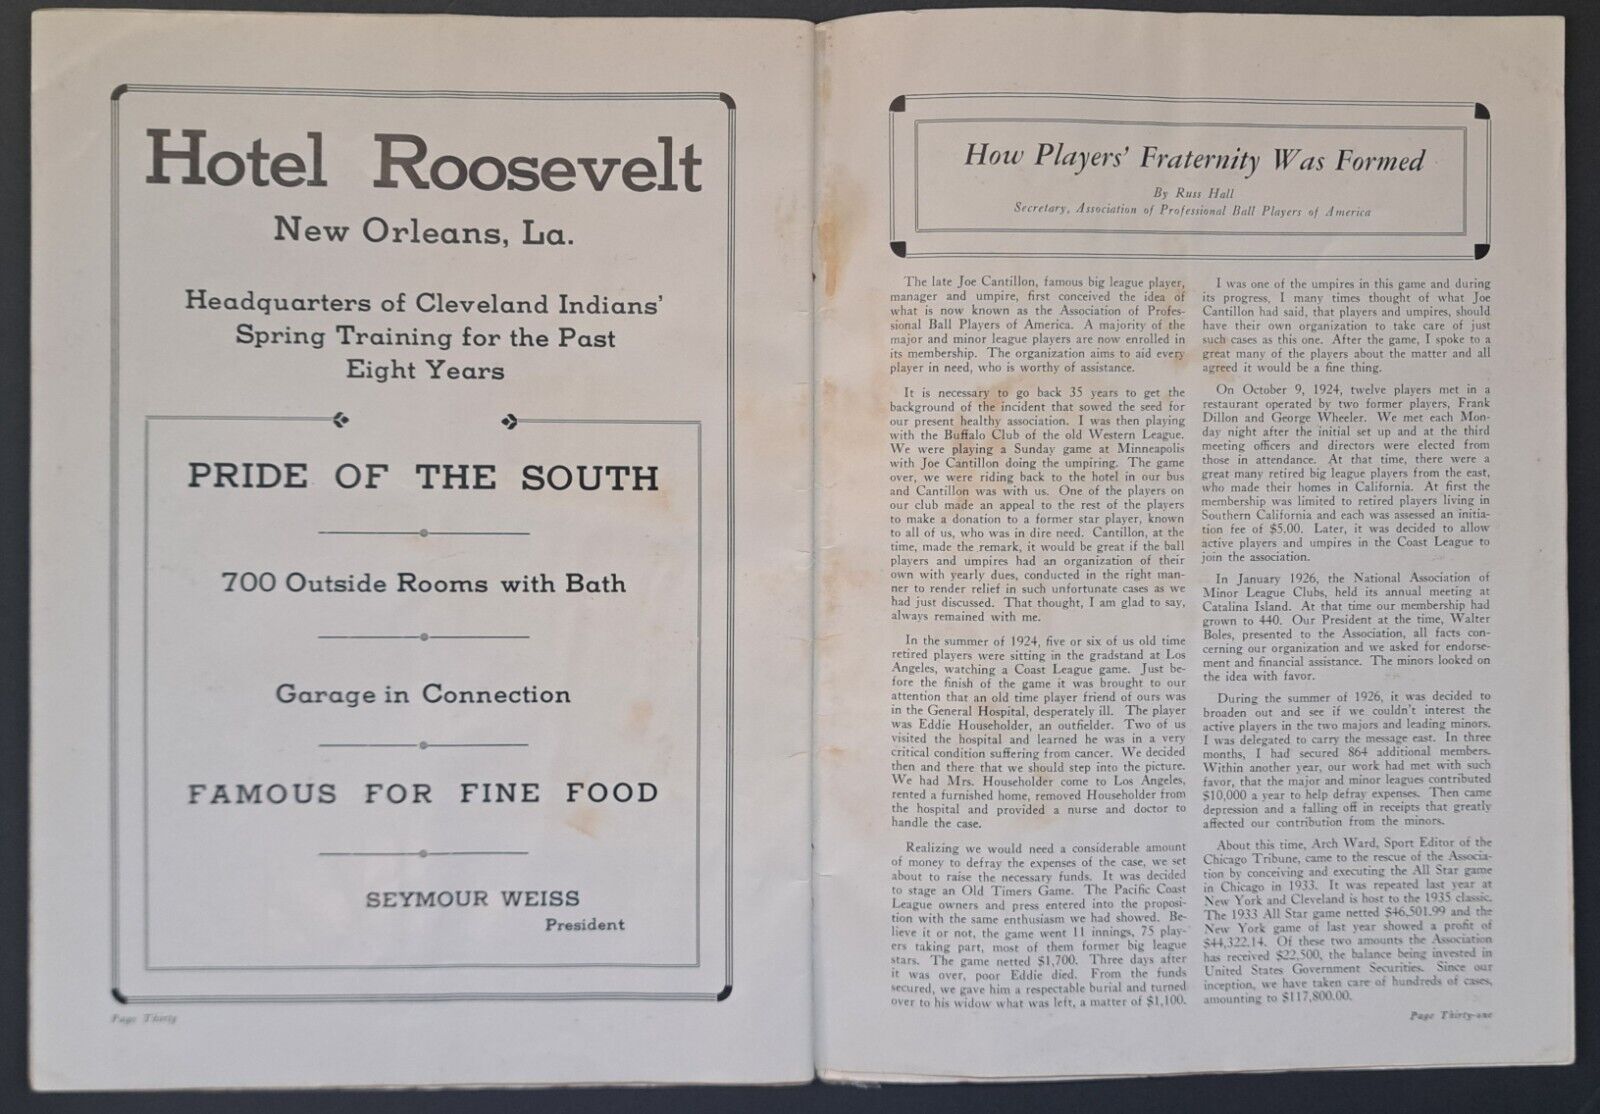 Hotel Roosevelt
New Orleans, La.
Headquarters of Cleveland Indians'
Spring Training for the Past
Eight Years
PRIDE OF THE SOUTH
700 Outside Rooms with Bath
Garage in Connection
FAMOUS FOR FINE FOOD
SEYMOUR WEISS
President
Page Thirty
How Players' Fraternity Was Formed
By Russ Hall
Secretary, Association of Professional Ball Players of America
The late Joe Cantillon, famous big league player,
manager and umpire, first conceived the idea of
what is now known as the Association of Profes-
sional Ball Players of America. A majority of the
major and minor league players are now enrolled in
its membership. The organization aims to aid every
player in need, who is worthy of assistance.
It is necessary to go back 35 years to get the
background of the incident that sowed the seed for
our present healthy association. I was then playing
with the Buffalo Club of the old Western League.
We were playing a Sunday game at Minneapolis
with Joe Cantillon doing the umpiring. The game
over, we were riding back to the hotel in our bus
and Cantillon was with us. One of the players on
our club made an appeal to the rest of the players
to make a donation to a former star player, known
to all of us, who was in dire need. Cantillon, at the
time, made the remark, it would be great if the ball
players and umpires had an organization of their
own with yearly dues, conducted in the right man-
ner to render relief in such unfortunate cases as we
had just discussed. That thought, I am glad to say,
always remained with me.
In the summer of 1924, five or six of us old time
retired players were sitting in the gradstand at Los
Angeles, watching a Coast League game. Just be-
fore the finish of the game it was brought to our
attention that an old time player friend of ours was
in the General Hospital, desperately ill. The player
was Eddie Householder, an outfielder. Two of us
visited the hospital and learned he was in a very
critical condition suffering from cancer. We decided
then and there that we should step into the picture.
We had Mrs. Householder come to Los Angeles,
rented a furnished home, removed Householder from
the hospital and provided a nurse and doctor to
handle the case.
Realizing we would need a considerable amount
of money to defray the expenses of the case, we set
about to raise the necessary funds. It was decided
to stage an Old Timers Game. The Pacific Coast
League owners and press entered into the proposi-
tion with the same enthusiasm we had showed. Be-
lieve it or not, the game went 11 innings, 75 play-
ers taking part, most of them former big league
stars. The game netted $1,700. Three days after
it was over, poor Eddie died. From the funds
secured, we gave him a respectable burial and turned
over to his widow what was left, a matter of $1,100.
I was one of the umpires in this game and during
its progress, I many times thought of what Joe
Cantillon had said, that players and umpires, should
have their own organization to take care of just
such cases as this one. After the game, I spoke to a
great many of the players about the matter and all
agreed it would be a fine thing.
On October 9, 1924, twelve players met in a
restaurant operated by two former players, Frank
Dillon and George Wheeler. We met each Mon-
day night after the initial set up and at the third
meeting officers and directors were elected from
those in attendance. At that time, there were a
great many retired big league players from the east,
who made their homes in California. At first the
membership was limited to retired players living in
Southern California and each was assessed an initia-
tion fee of $5.00. Later, it was decided to allow
active players and umpires in the Coast League to
join the association.
In January 1926, the National Association of
Minor League Clubs, held its annual meeting at
Catalina Island. At that time our membership had
grown to 440. Our President at the time, Walter
Boles, presented to the Association, all facts con-
cerning our organization and we asked for endorse-
ment and financial assistance. The minors looked on
the idea with favor.
During the summer of 1926, it was decided to
broaden out and see if we couldn't interest the
active players in the two majors and leading minors.
I was delegated to carry the message east. In three
months, I had secured 864 additional members.
Within another year, our work had met with such
favor, that the major and minor leagues contributed
$10,000 a year to help defray expenses. Then came
depression and a falling off in receipts that greatly
affected our contribution from the minors.
About this time, Arch Ward, Sport Editor of the
Chicago Tribune, came to the rescue of the Associa-
tion by conceiving and executing the All Star game
in Chicago in 1933. It was repeated last year at
New York and Cleveland is host to the 1935 classic.
The 1933 All Star game netted $46,501.99 and the
New York game of last year showed a profit of
$44,322.14. Of these two amounts the Association
has received $22,500, the balance being invested in
United States Government Securities. Since our
inception, we have taken care of hundreds of cases,
amounting to $117,800.00.
Page Thirty-one